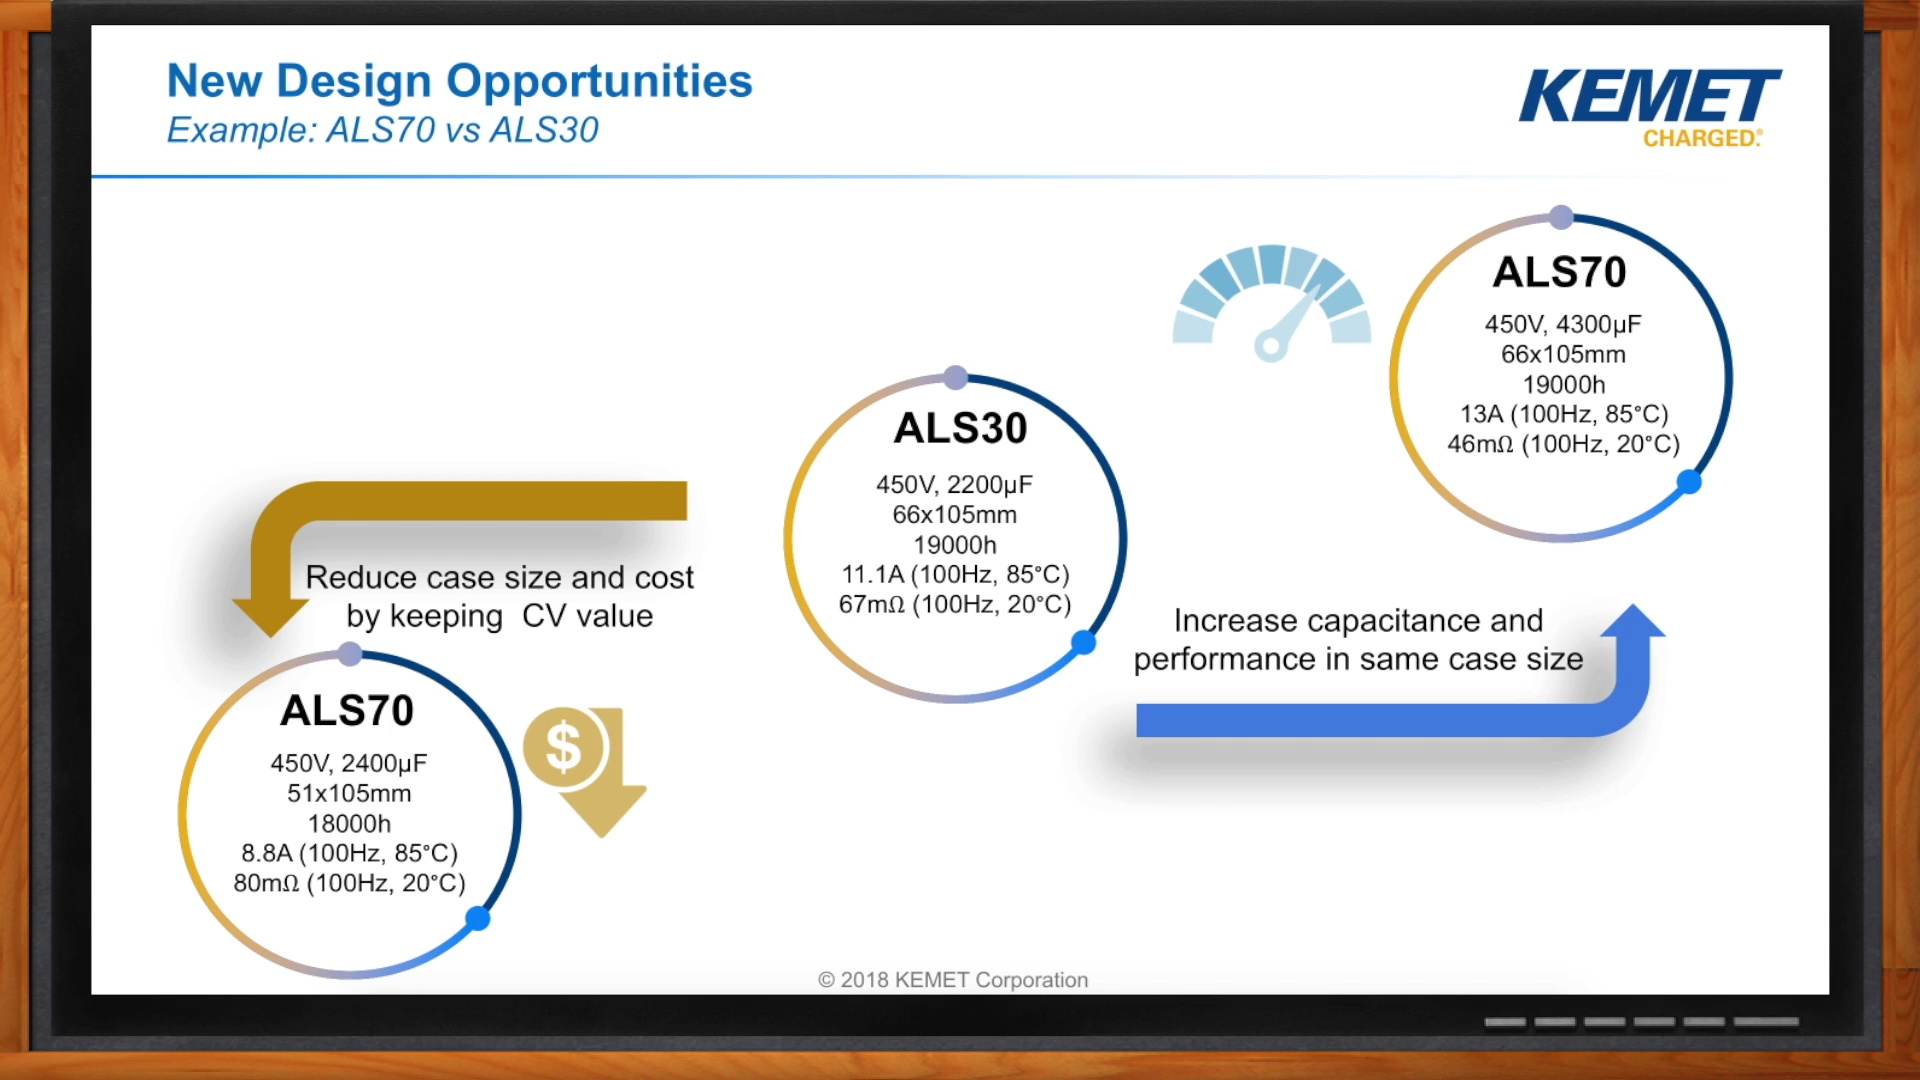 New Design Opportunities
Example: ALS70 vs ALS30
KEMET
CHARGED.®
ALS70
450V, 4300µF
66x105mm
19000h
13A (100Hz, 85°C)
46mΩ (100Hz, 20°C)
ALS30
450V, 2200µF
66x105mm
19000h
11.1A (100Hz, 85°C)
67mΩ (100Hz, 20°C)
Reduce case size and cost
by keeping  CV value
Increase capacitance and
performance in same case size
ALS70
450V, 2400µF
51x105mm
18000h
8.8A (100Hz, 85°C)
80mΩ (100Hz, 20°C)
$
© 2018 KEMET Corporation